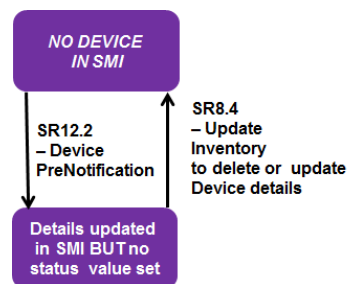 NO DEVICE
IN SMI
SR12.2
– Device
PreNotification
SR8.4
– Update
Inventory
to delete or update
Device details
Details updated
in SMI BUT no
status value set